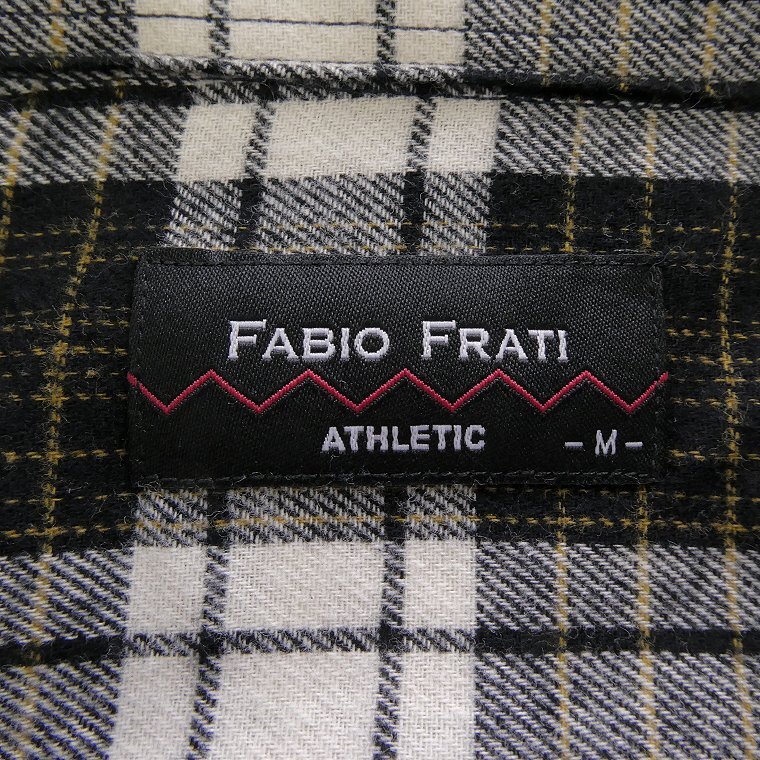 FABIO FRATI
ATHLETIC
-M-